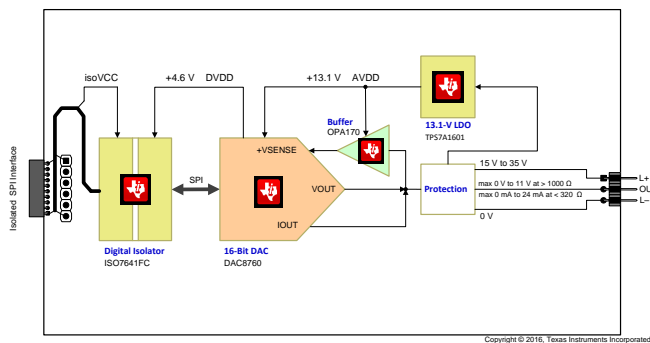 isoVCC
+4.6 V DVDD
+13.1 V AVDD
Buffer
OPA170
13.1-V LDO
TPS7A1601
+VSENSE
SPI
VOUT
IOUT
Protection
15 V to 35 V
max 0 V to 11 V at > 1000 Ω
max 0 mA to 24 mA at < 320 Ω
0 V
L+
OU
L–
Isolated SPI Interface
Digital Isolator
ISO7641FC
16-Bit DAC
DAC8760
Copyright © 2016, Texas Instruments Incorporated